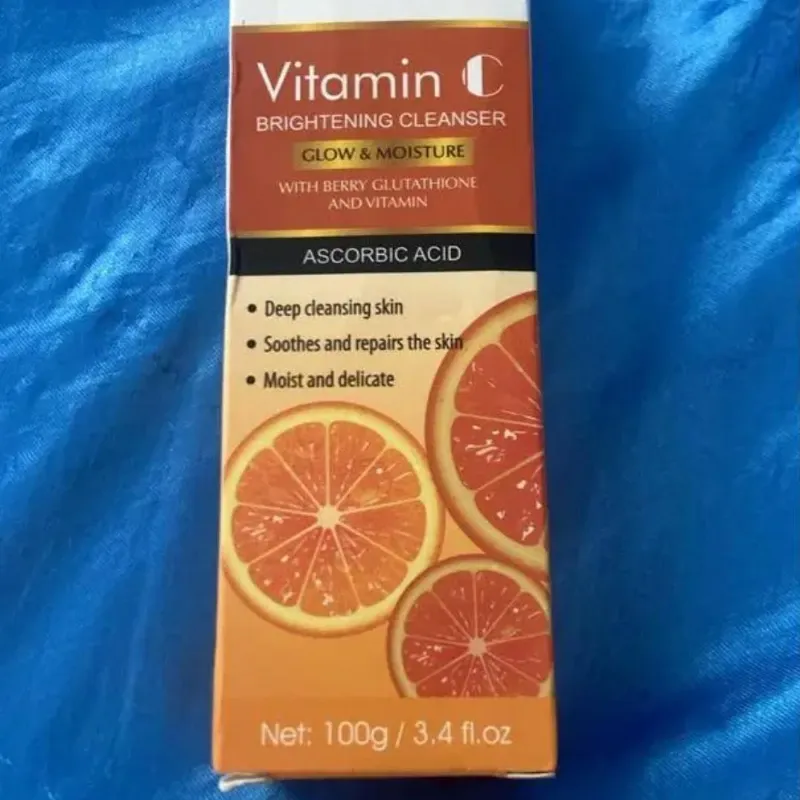 Vitamin C
BRIGHTENING CLEANSER
GLOW & MOISTURE
WITH BERRY GLUTATHIONE
AND VITAMIN
ASCORBIC ACID
• Deep cleansing skin
• Soothes and repairs the skin
• Moist and delicate
Net: 100g / 3.4 fl.oz